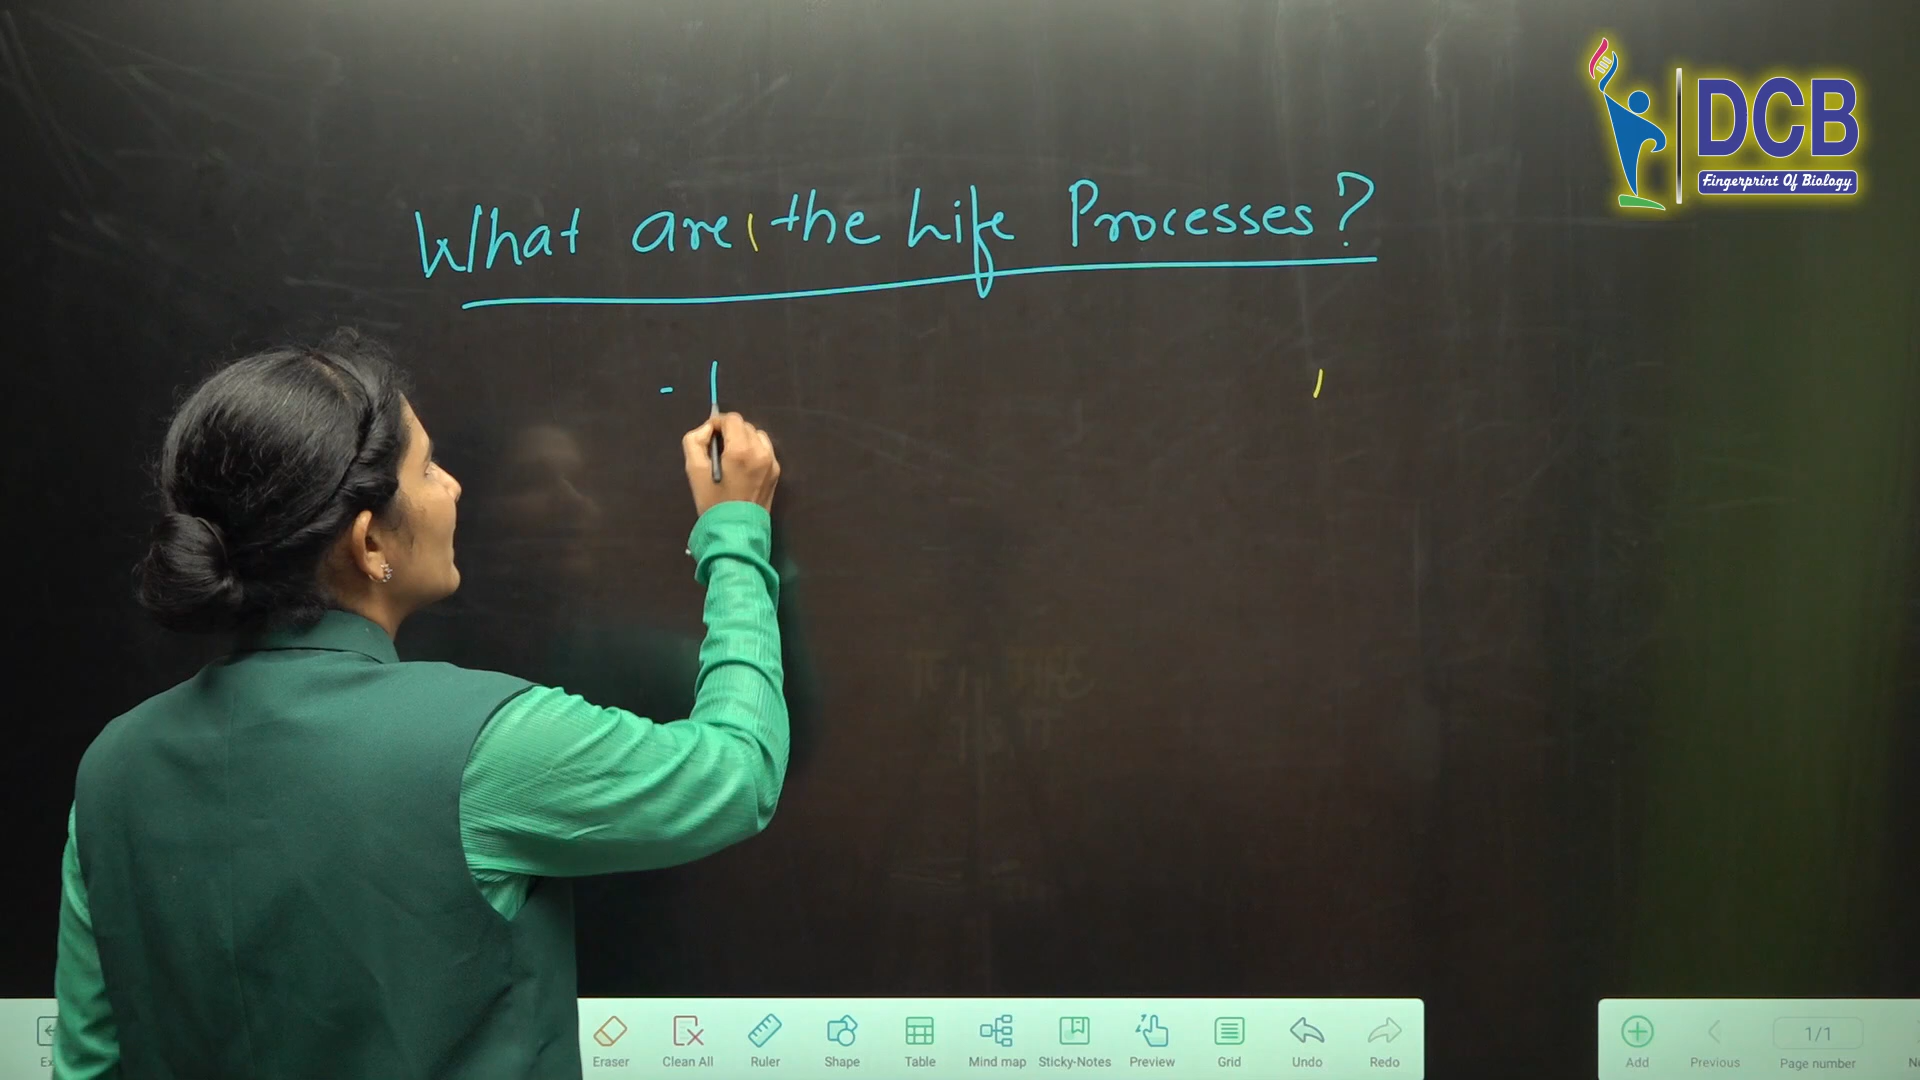 DCB
Fingerprint Of Biology
What are the Life Processes?
Eraser
Clean All
Ruler
Shape
Table
Mind map
Sticky-Notes
Preview
Grid
Undo
Redo
Add
Previous
1/1
Page number